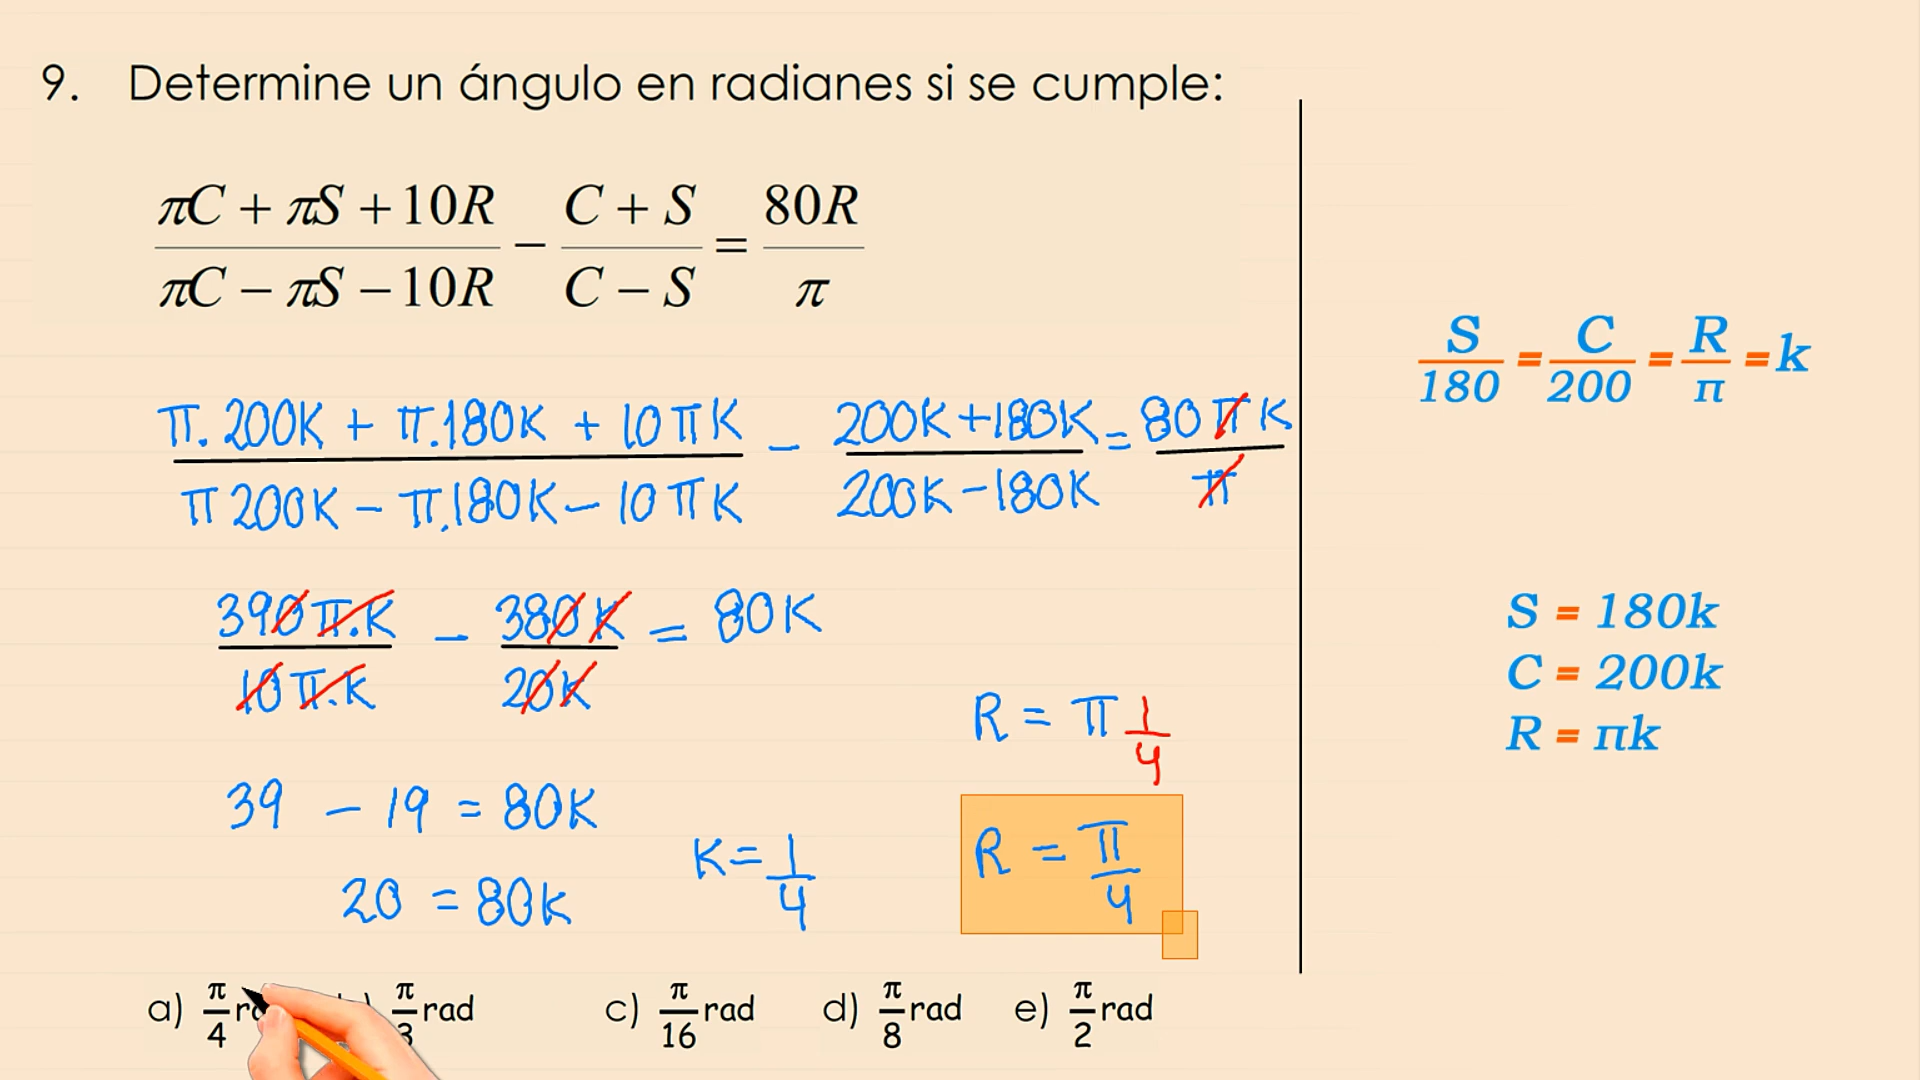 9. Determine un ángulo en radianes si se cumple:
πC + πS + 10R / πC − πS − 10R − C + S / C − S = 80R / π
π.200K + π.180K + 10πK / π200K − π.180K − 10πK − 200K+180K / 200K−180K = 80πK / π
390π.K / 10π.K − 380K / 20K = 80K
39 − 19 = 80K
20 = 80K
K = 1/4
R = π 1/4
R = π/4
a) π/4 b) π/3 rad c) π/16 rad d) π/8 rad e) π/2 rad
S/180 = C/200 = R/π = k
S = 180k
C = 200k
R = πk